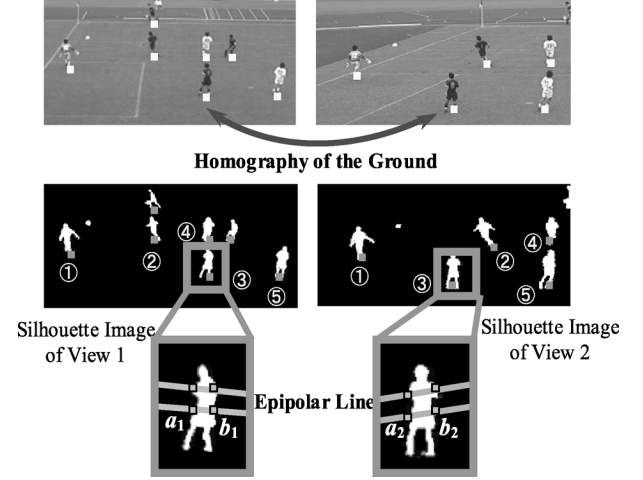 Homography of the Ground
④
① ② ③ ⑤
④
① ③ ② ⑤
Silhouette Image
of View 1
Silhouette Image
of View 2
Epipolar Line
a₁ b₁
a₂ b₂